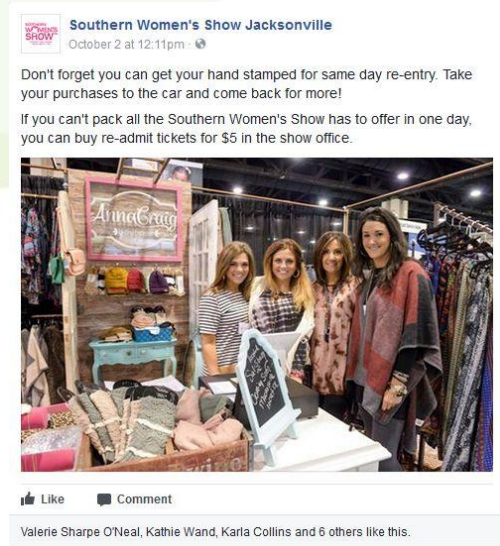 SOUTHERN
WOMEN'S
SHOW
Southern Women's Show Jacksonville
October 2 at 12:11pm ·
Don't forget you can get your hand stamped for same day re-entry. Take
your purchases to the car and come back for more!
If you can't pack all the Southern Women's Show has to offer in one day,
you can buy re-admit tickets for $5 in the show office.
AnnaCraig
Like Comment
Valerie Sharpe O'Neal, Kathie Wand, Karla Collins and 6 others like this.